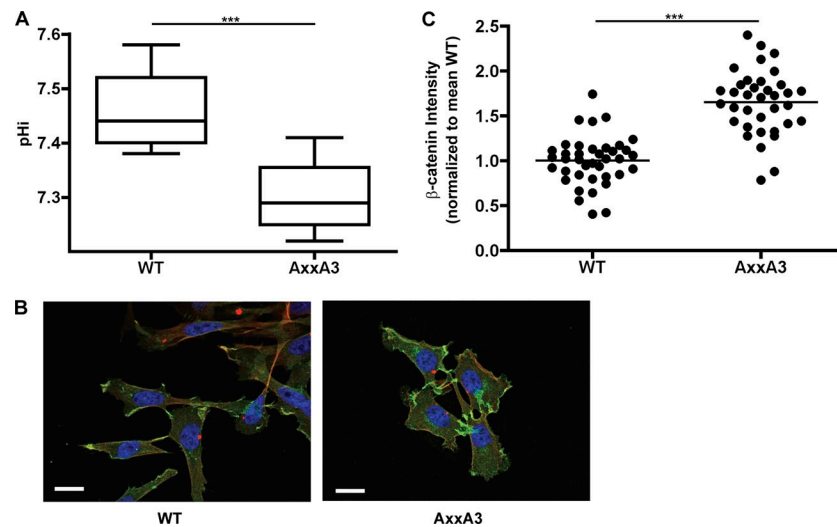 A
***
7.6
7.5
7.4
7.3
pHi
WT
AxxA3
C
***
2.5
2.0
1.5
1.0
0.5
0.0
β-catenin Intensity
(normalized to mean WT)
WT
AxxA3
B
WT
AxxA3